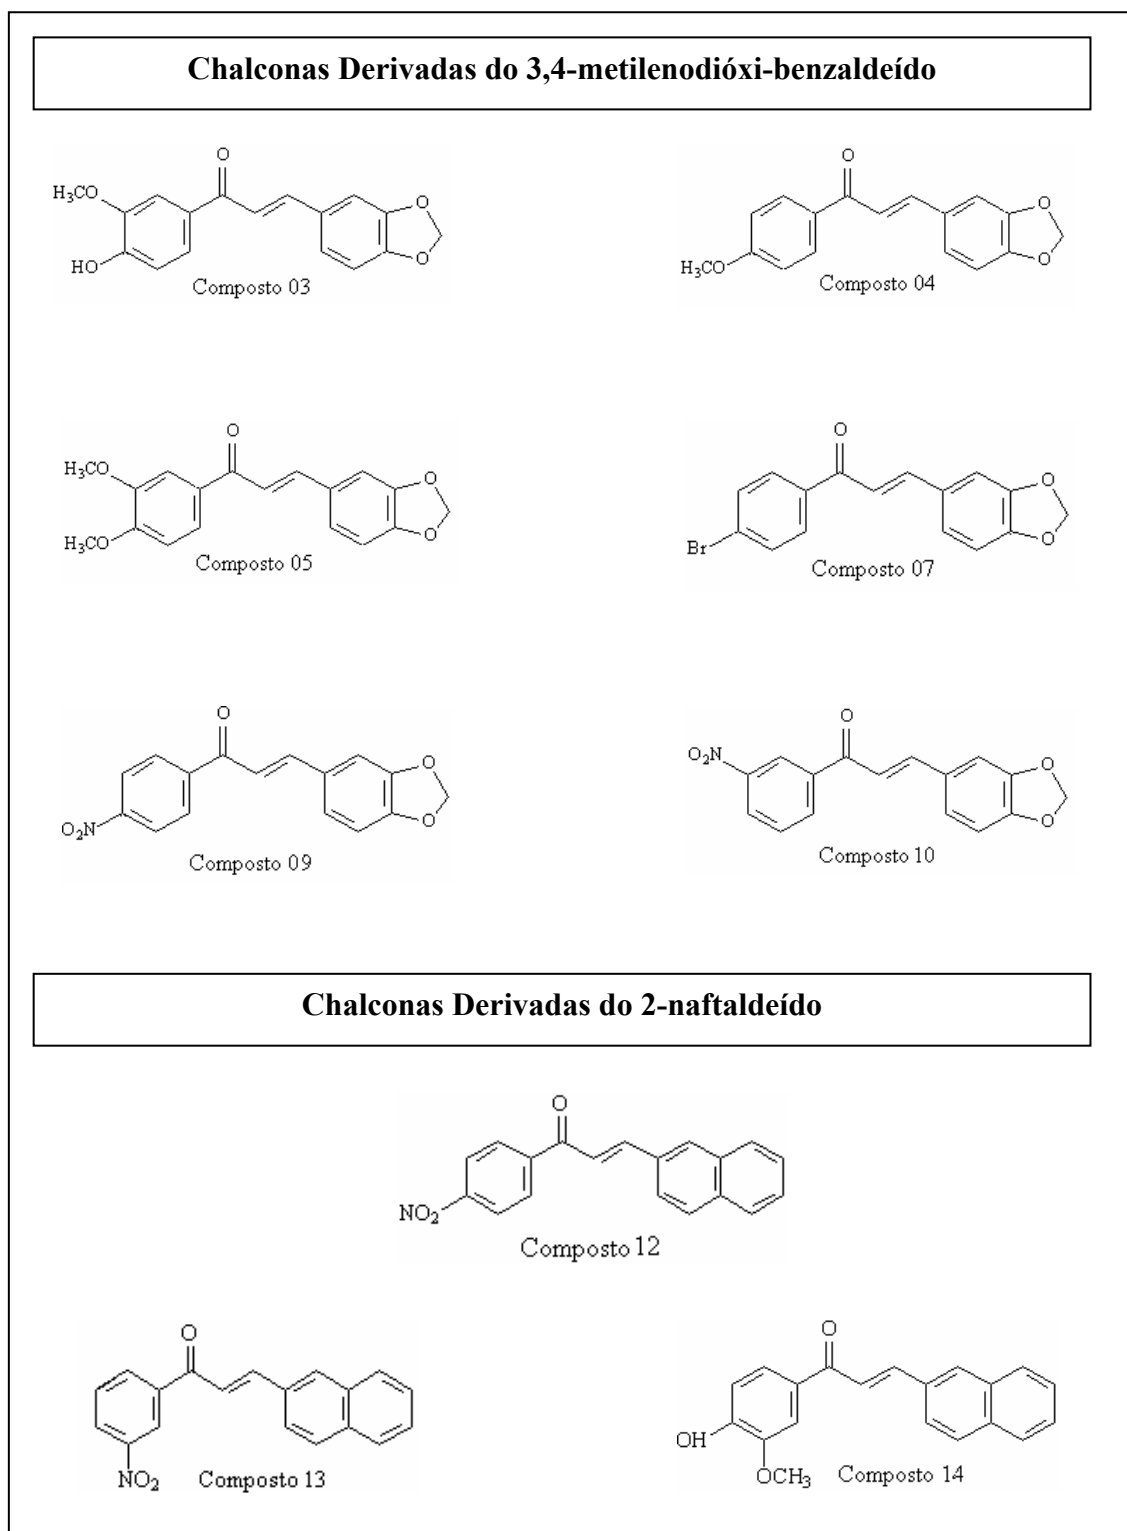 Chalconas Derivadas do 3,4-metilenodióxi-benzaldeído
O
H₃CO
HO
O
O
Composto 03
O
H₃CO
O
O
Composto 04
O
H₃CO
H₃CO
O
O
Composto 05
O
Br
O
O
Composto 07
O
O₂N
O
O
Composto 09
O
O₂N
O
O
Composto 10
Chalconas Derivadas do 2-naftaldeído
O
NO₂
Composto 12
O
NO₂
Composto 13
O
OH
OCH₃
Composto 14